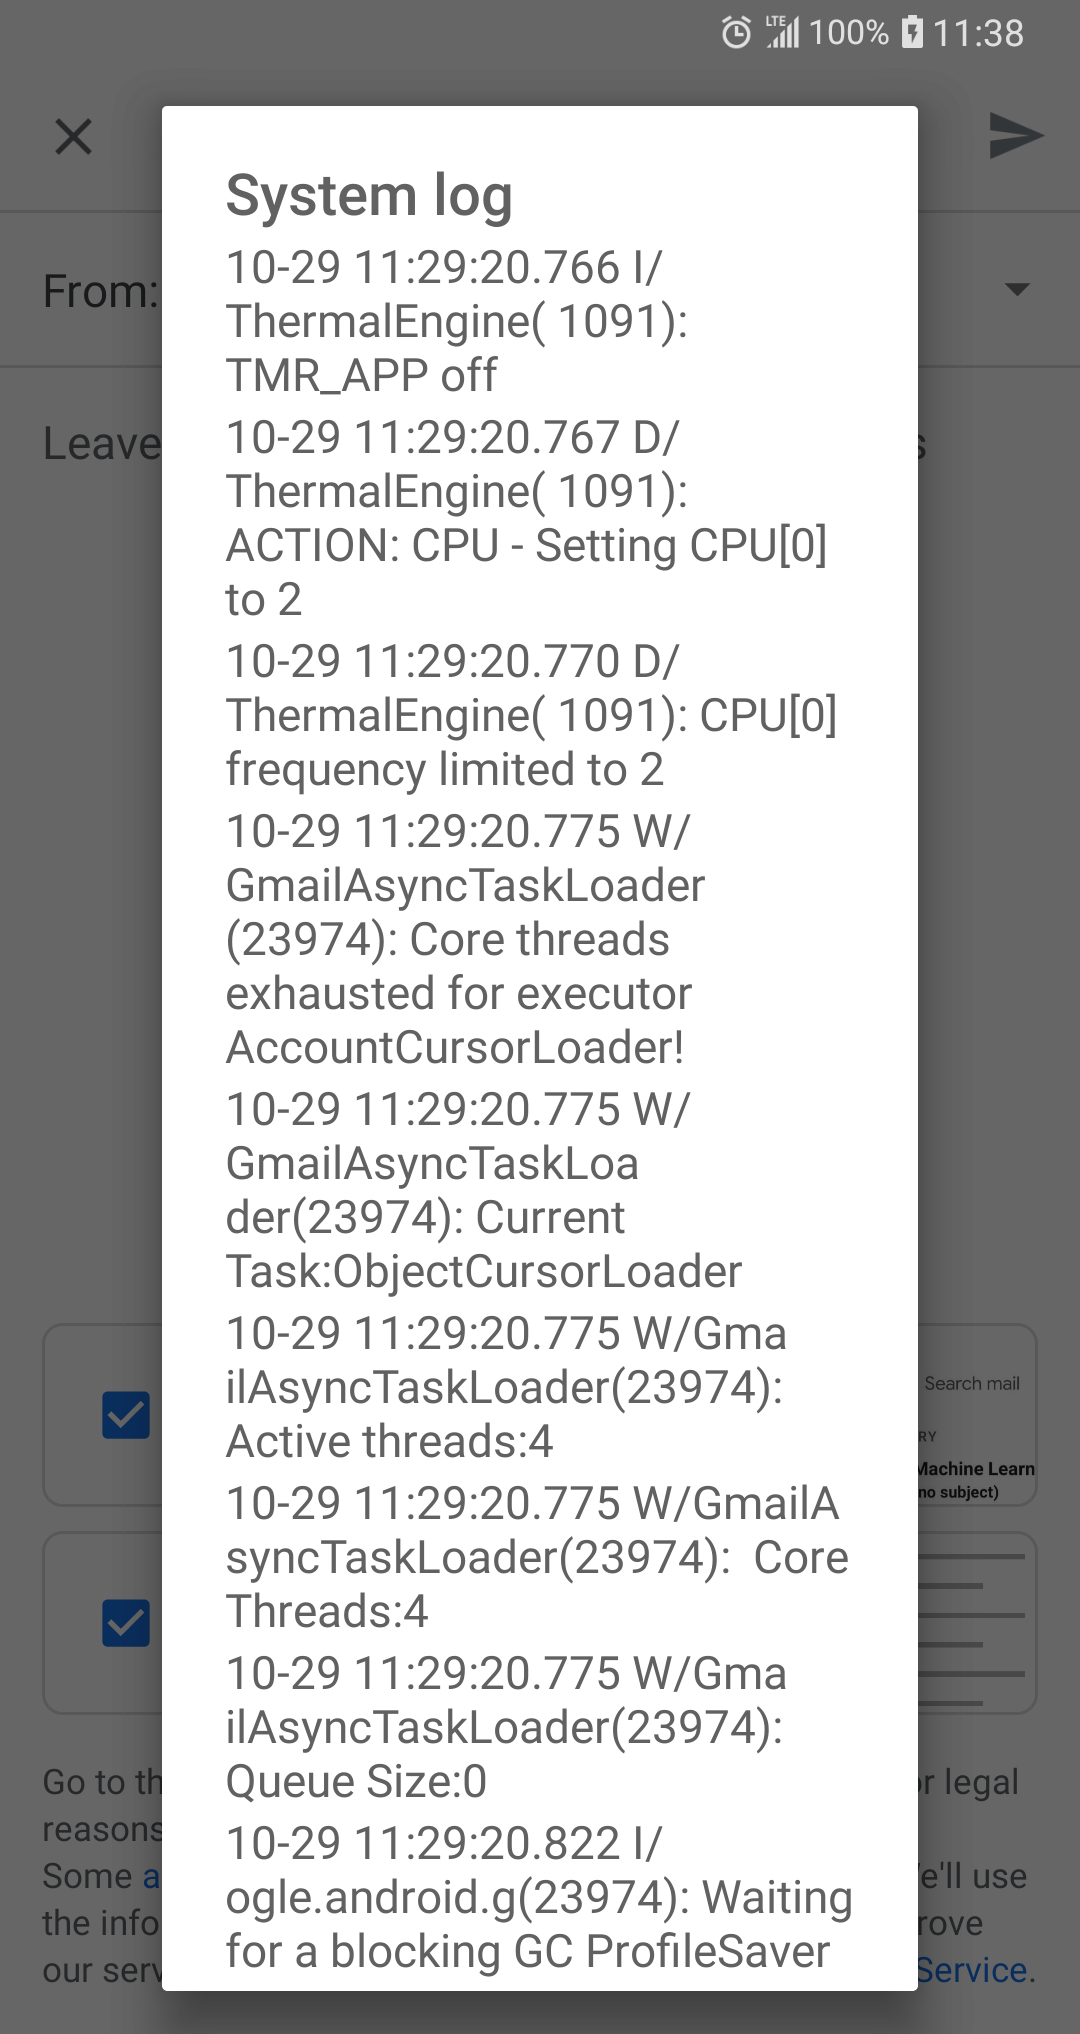 LTE 100% 11:38
System log
10-29 11:29:20.766 I/
ThermalEngine( 1091):
TMR_APP off
10-29 11:29:20.767 D/
ThermalEngine( 1091):
ACTION: CPU - Setting CPU[0]
to 2
10-29 11:29:20.770 D/
ThermalEngine( 1091): CPU[0]
frequency limited to 2
10-29 11:29:20.775 W/
GmailAsyncTaskLoader
(23974): Core threads
exhausted for executor
AccountCursorLoader!
10-29 11:29:20.775 W/
GmailAsyncTaskLoa
der(23974): Current
Task:ObjectCursorLoader
10-29 11:29:20.775 W/Gma
ilAsyncTaskLoader(23974):
Active threads:4
10-29 11:29:20.775 W/GmailA
syncTaskLoader(23974):  Core
Threads:4
10-29 11:29:20.775 W/Gma
ilAsyncTaskLoader(23974):
Queue Size:0
10-29 11:29:20.822 I/
ogle.android.g(23974): Waiting
for a blocking GC ProfileSaver
From:
Leave
Search mail
RY
Machine Learn
no subject)
Go to th
r legal
reasons
Some a
e'll use
the info
rove
our serv
Service.